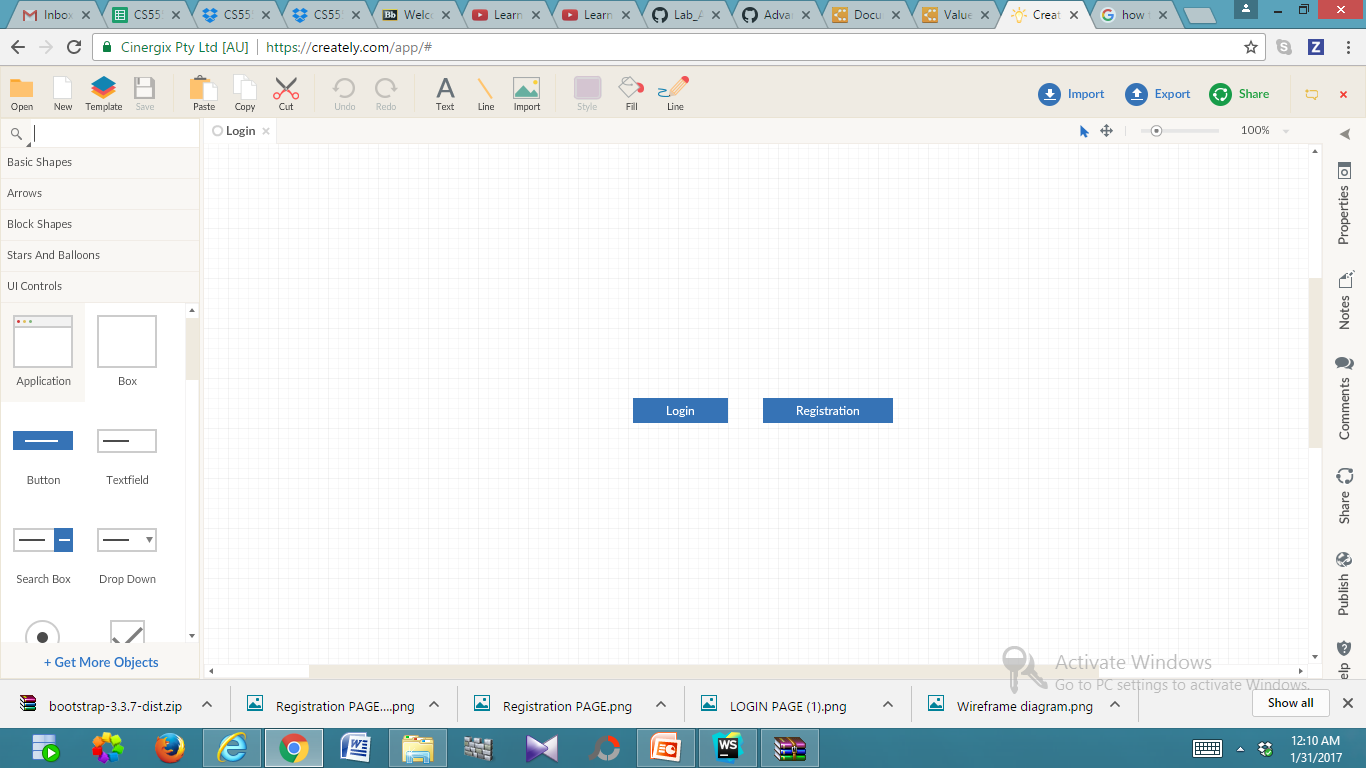 Inbox
CS555
CS55
CS55
Welco
Learn
Learn
Lab_A
Advan
Docu
Value
Creat
how t
Cinergix Pty Ltd [AU]
https://creately.com/app/#
Open
New
Template
Save
Paste
Copy
Cut
Undo
Redo
Text
Line
Import
Style
Fill
Line
Import
Export
Share
Login
100%
Basic Shapes
Arrows
Block Shapes
Stars And Balloons
UI Controls
Application
Box
Button
Textfield
Search Box
Drop Down
+ Get More Objects
Login
Registration
Properties
Notes
Comments
Share
Publish
elp
Activate Windows
Go to PC settings to activate Windows.
bootstrap-3.3.7-dist.zip
Registration PAGE....png
Registration PAGE.png
LOGIN PAGE (1).png
Wireframe diagram.png
Show all
12:10 AM
1/31/2017